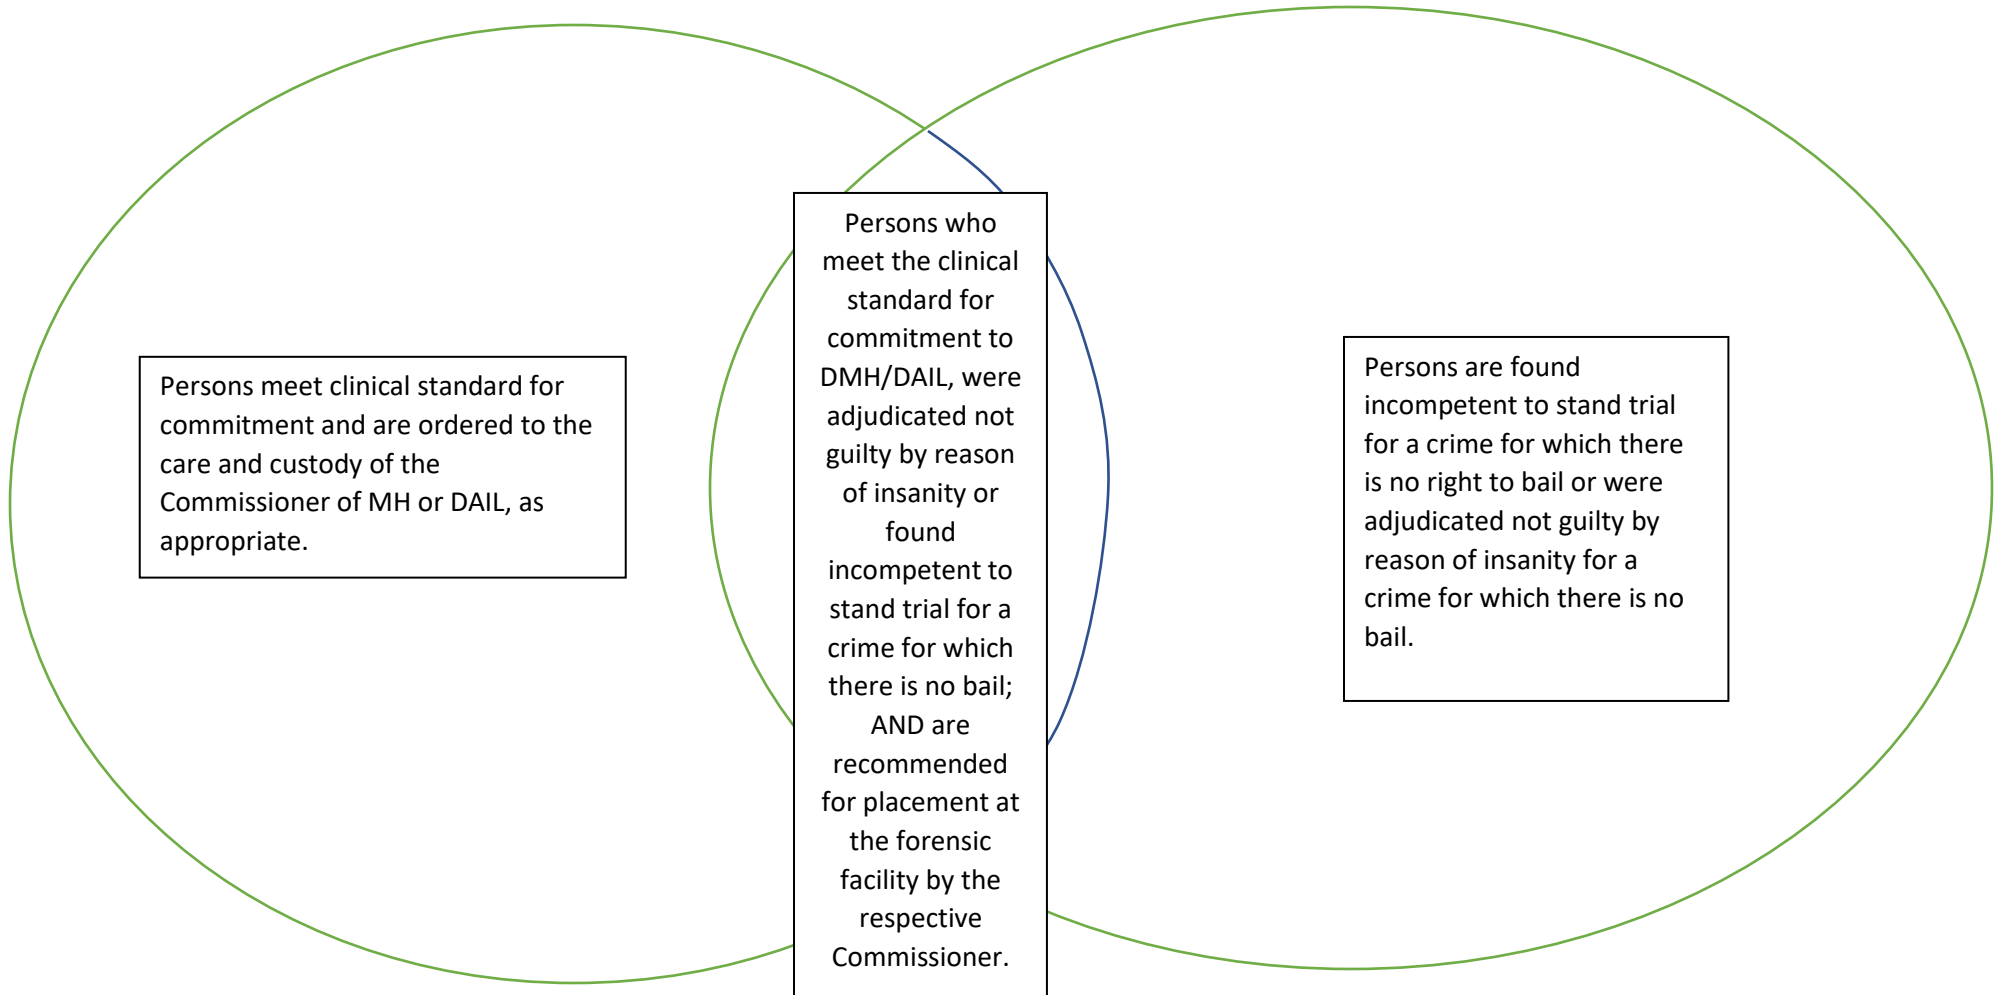 Persons meet clinical standard for
commitment and are ordered to the
care and custody of the
Commissioner of MH or DAIL, as
appropriate.
Persons who
meet the clinical
standard for
commitment to
DMH/DAIL, were
adjudicated not
guilty by reason
of insanity or
found
incompetent to
stand trial for a
crime for which
there is no bail;
AND are
recommended
for placement at
the forensic
facility by the
respective
Commissioner.
Persons are found
incompetent to stand trial
for a crime for which there
is no right to bail or were
adjudicated not guilty by
reason of insanity for a
crime for which there is no
bail.